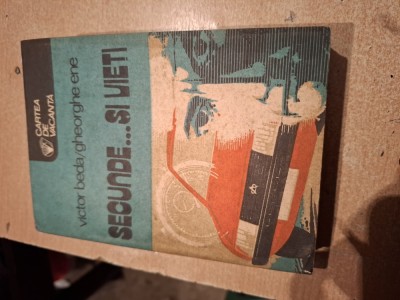 CARTEA
DE
VACANȚĂ
victor beda/gheorghe ene
SECUNDE... ȘI VIEȚI